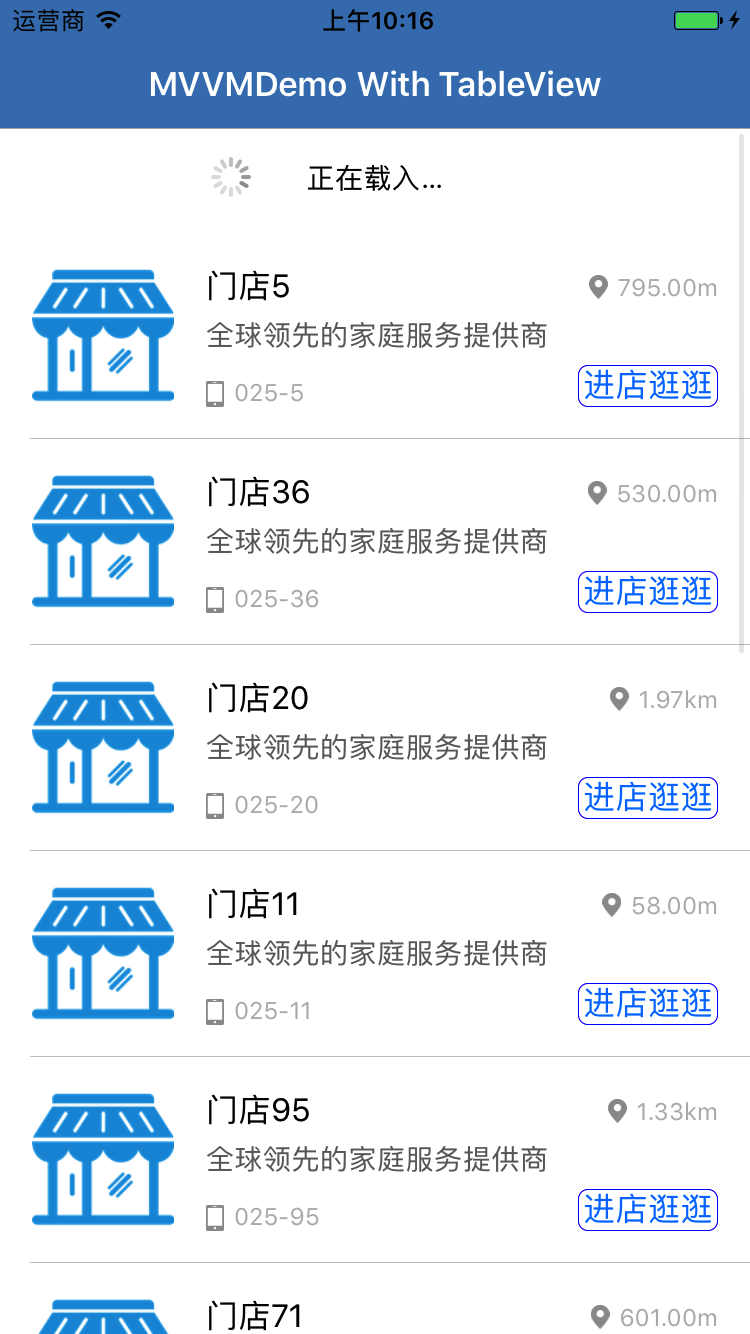 运营商 上午10:16
MVVMDemo With TableView
正在载入...
门店5 795.00m
全球领先的家庭服务提供商
025-5 进店逛逛
门店36 530.00m
全球领先的家庭服务提供商
025-36 进店逛逛
门店20 1.97km
全球领先的家庭服务提供商
025-20 进店逛逛
门店11 58.00m
全球领先的家庭服务提供商
025-11 进店逛逛
门店95 1.33km
全球领先的家庭服务提供商
025-95 进店逛逛
门店71 601.00m